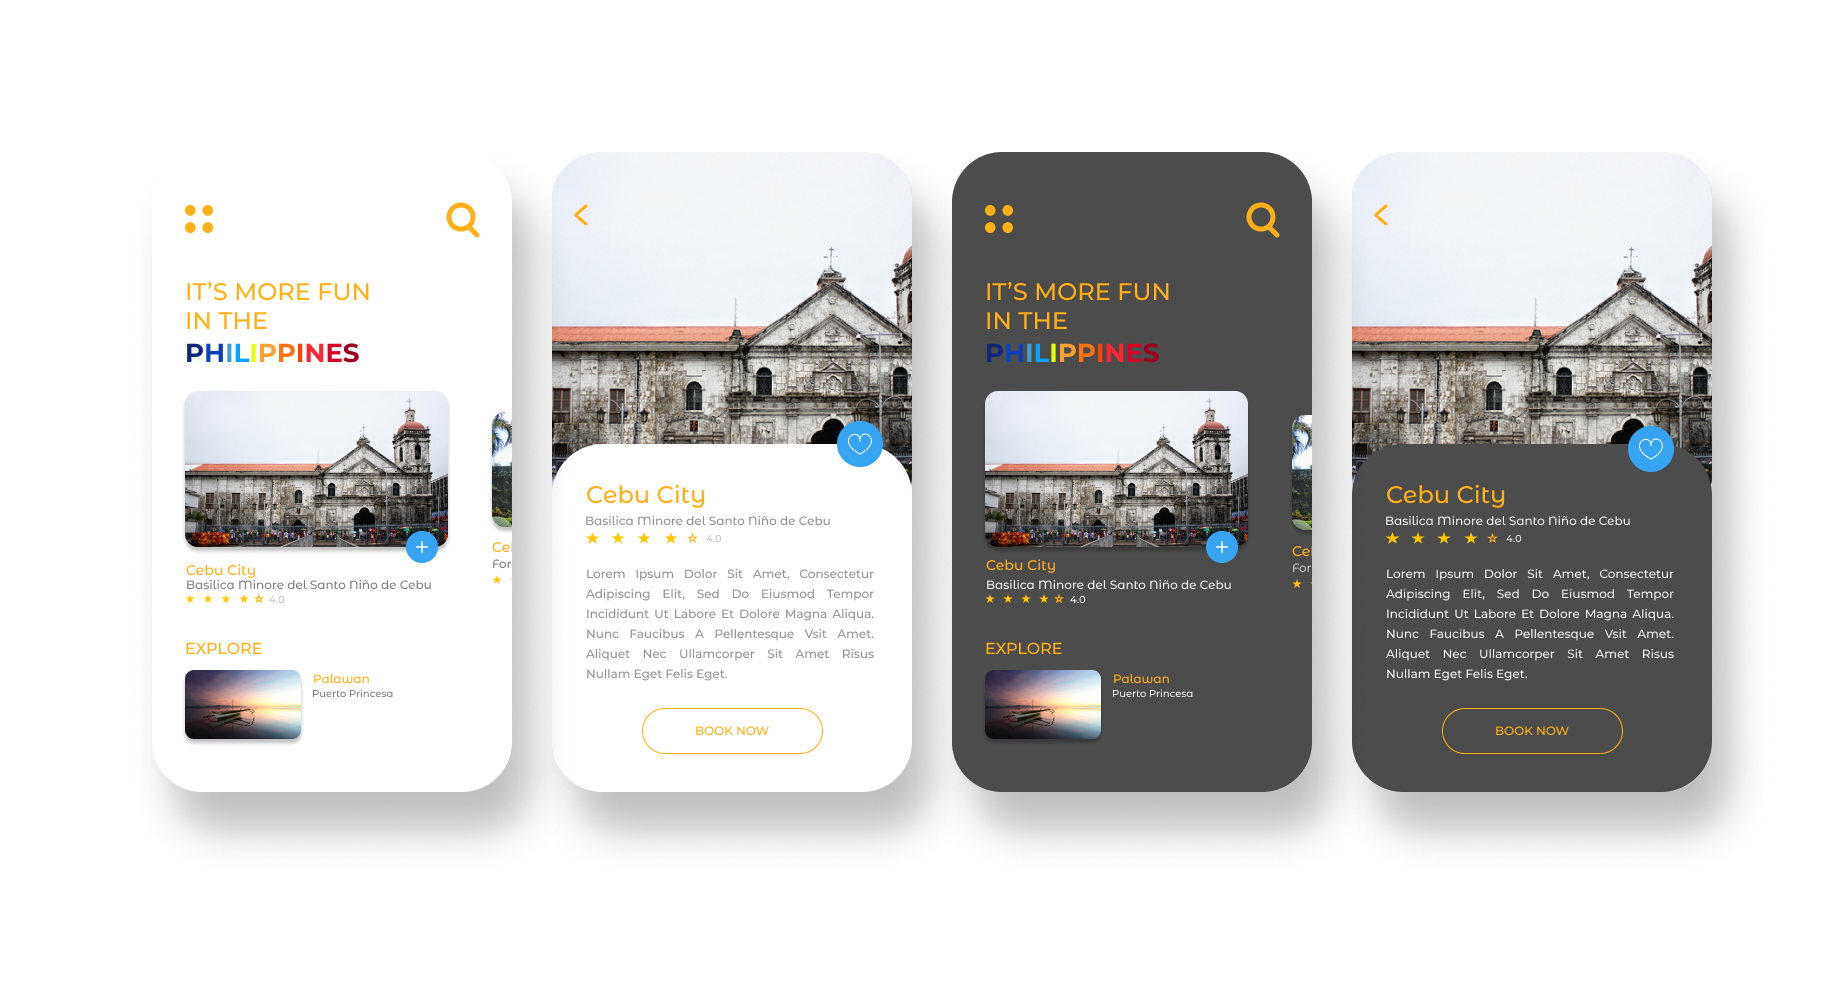 IT'S MORE FUN
IN THE
PHILIPPINES
Cebu City
Basilica Minore del Santo Niño de Cebu
4.0
Ce
For
EXPLORE
Palawan
Puerto Princesa
Cebu City
Basilica Minore del Santo Niño de Cebu
4.0
Lorem Ipsum Dolor Sit Amet, Consectetur
Adipiscing Elit, Sed Do Eiusmod Tempor
Incididunt Ut Labore Et Dolore Magna Aliqua.
Nunc Faucibus A Pellentesque Vsit Amet.
Aliquet Nec Ullamcorper Sit Amet Risus
Nullam Eget Felis Eget.
BOOK NOW
IT'S MORE FUN
IN THE
PHILIPPINES
Cebu City
Basilica Minore del Santo Niño de Cebu
4.0
Ce
For
EXPLORE
Palawan
Puerto Princesa
Cebu City
Basilica Minore del Santo Niño de Cebu
4.0
Lorem Ipsum Dolor Sit Amet, Consectetur
Adipiscing Elit, Sed Do Eiusmod Tempor
Incididunt Ut Labore Et Dolore Magna Aliqua.
Nunc Faucibus A Pellentesque Vsit Amet.
Aliquet Nec Ullamcorper Sit Amet Risus
Nullam Eget Felis Eget.
BOOK NOW